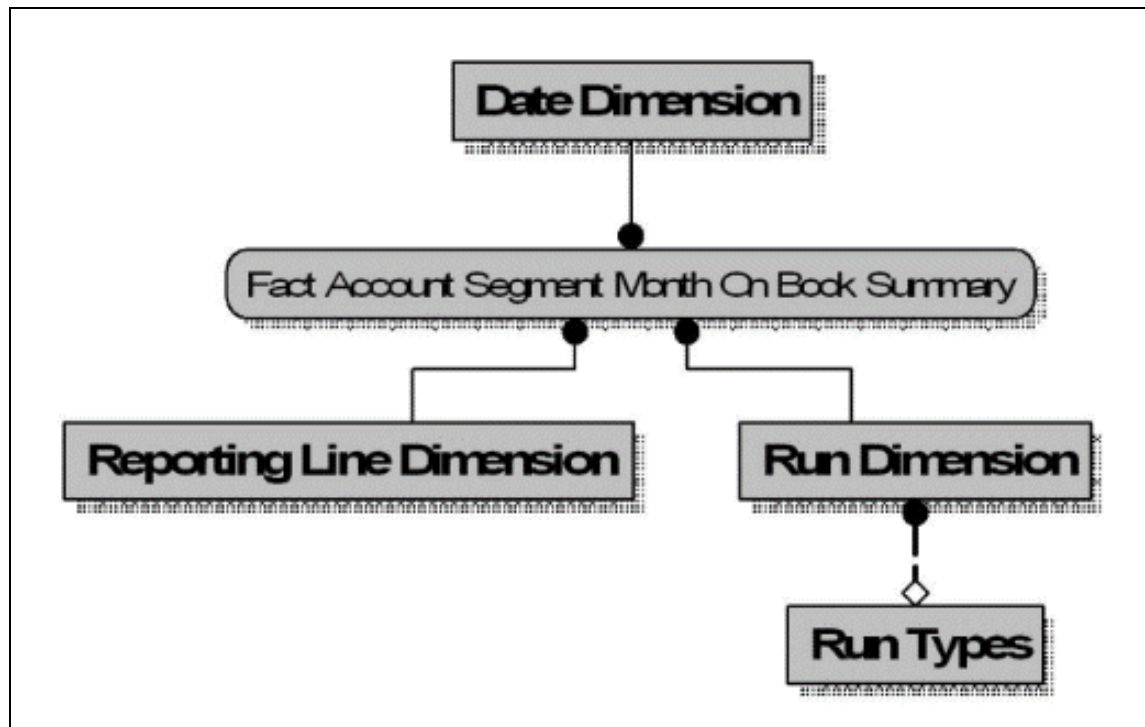 Date Dimension
Fact Account Segment Month On Book Summary
Reporting Line Dimension
Run Dimension
Run Types